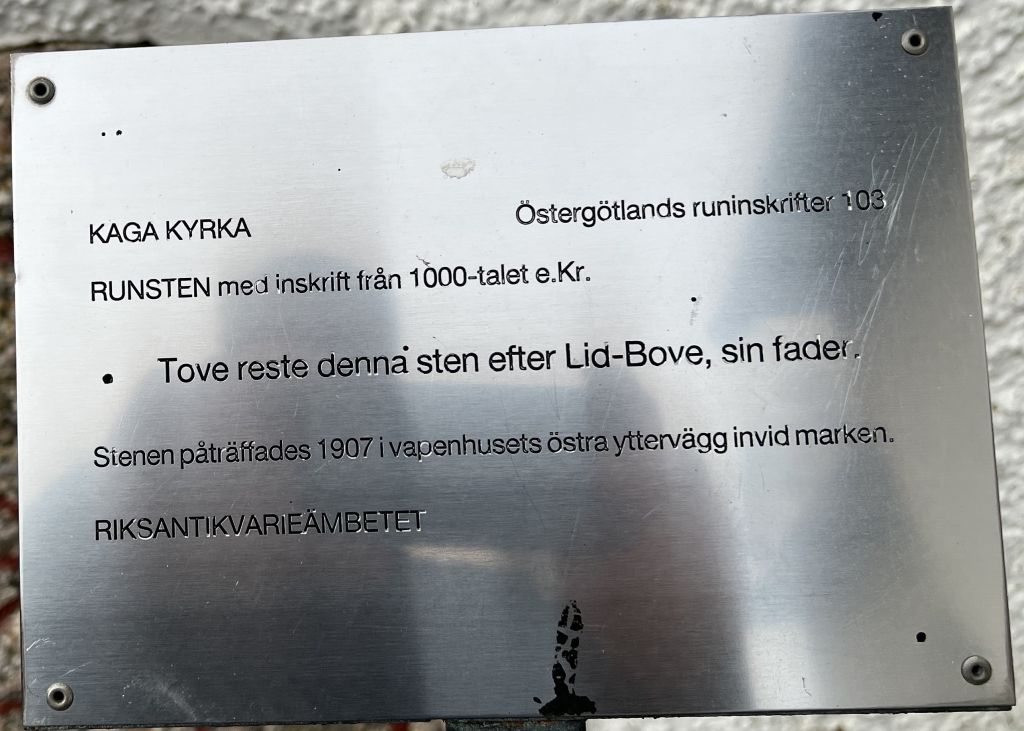 KAGA KYRKA
Östergötlands runinskrifter 103
RUNSTEN med inskrift från 1000-talet e.Kr.
Tove reste denna sten efter Lid-Bove, sin fader.
Stenen påträffades 1907 i vapenhusets östra yttervägg invid marken.
RIKSANTIKVARIEÄMBETET